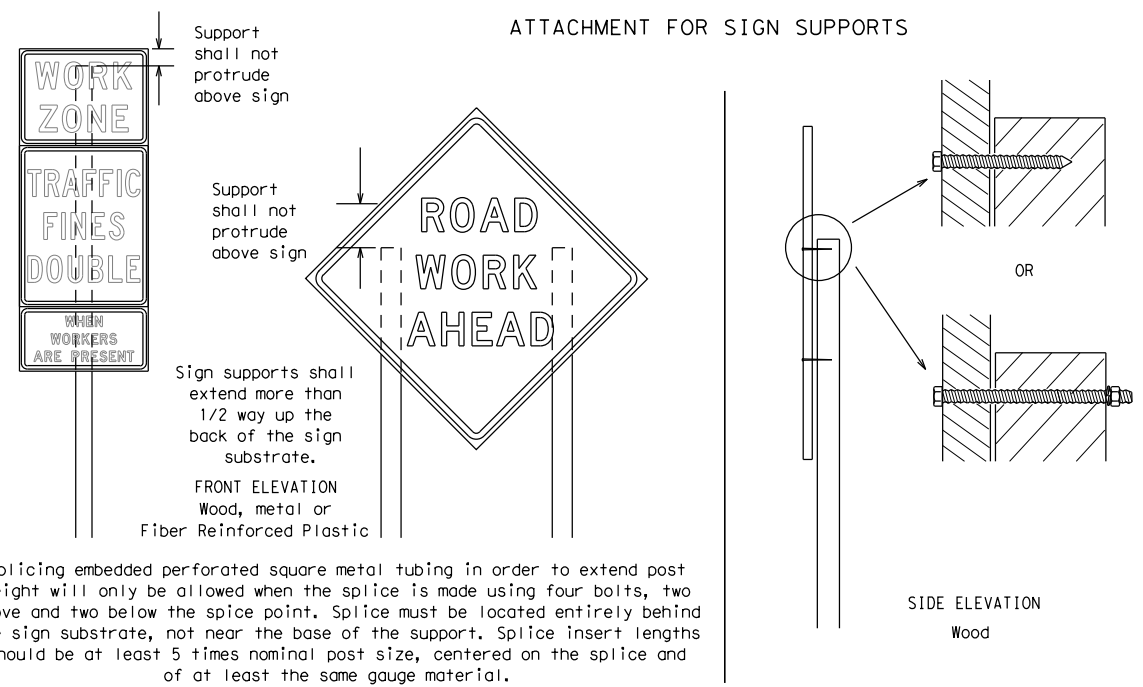 ATTACHMENT FOR SIGN SUPPORTS
Support
shall not
protrude
above sign
WORK
ZONE
TRAFFIC
FINES
DOUBLE
WHEN
WORKERS
ARE PRESENT
Support
shall not
protrude
above sign
ROAD
WORK
AHEAD
Sign supports shall
extend more than
1/2 way up the
back of the sign
substrate.
FRONT ELEVATION
Wood, metal or
Fiber Reinforced Plastic
plicing embedded perforated square metal tubing in order to extend post
eight will only be allowed when the splice is made using four bolts, two
ve and two below the spice point. Splice must be located entirely behind
sign substrate, not near the base of the support. Splice insert lengths
hould be at least 5 times nominal post size, centered on the splice and
of at least the same gauge material.
OR
SIDE ELEVATION
Wood